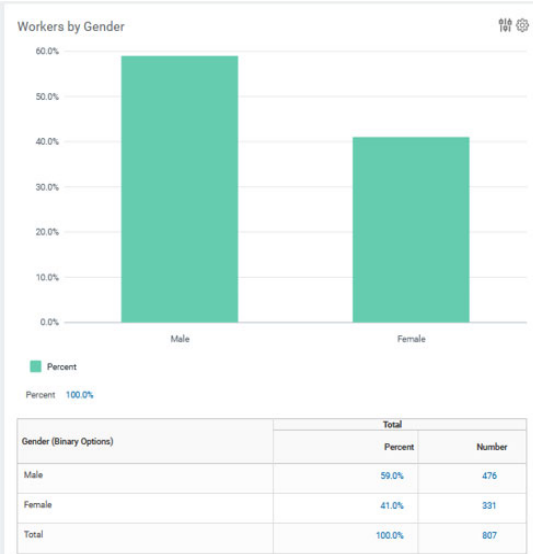 Workers by Gender
60.0%
50.0%
40.0%
30.0%
20.0%
10.0%
0.0%
Male Female
Percent
Percent 100.0%
Total
Gender (Binary Options) Percent Number
Male 59.0% 476
Female 41.0% 331
Total 100.0% 807